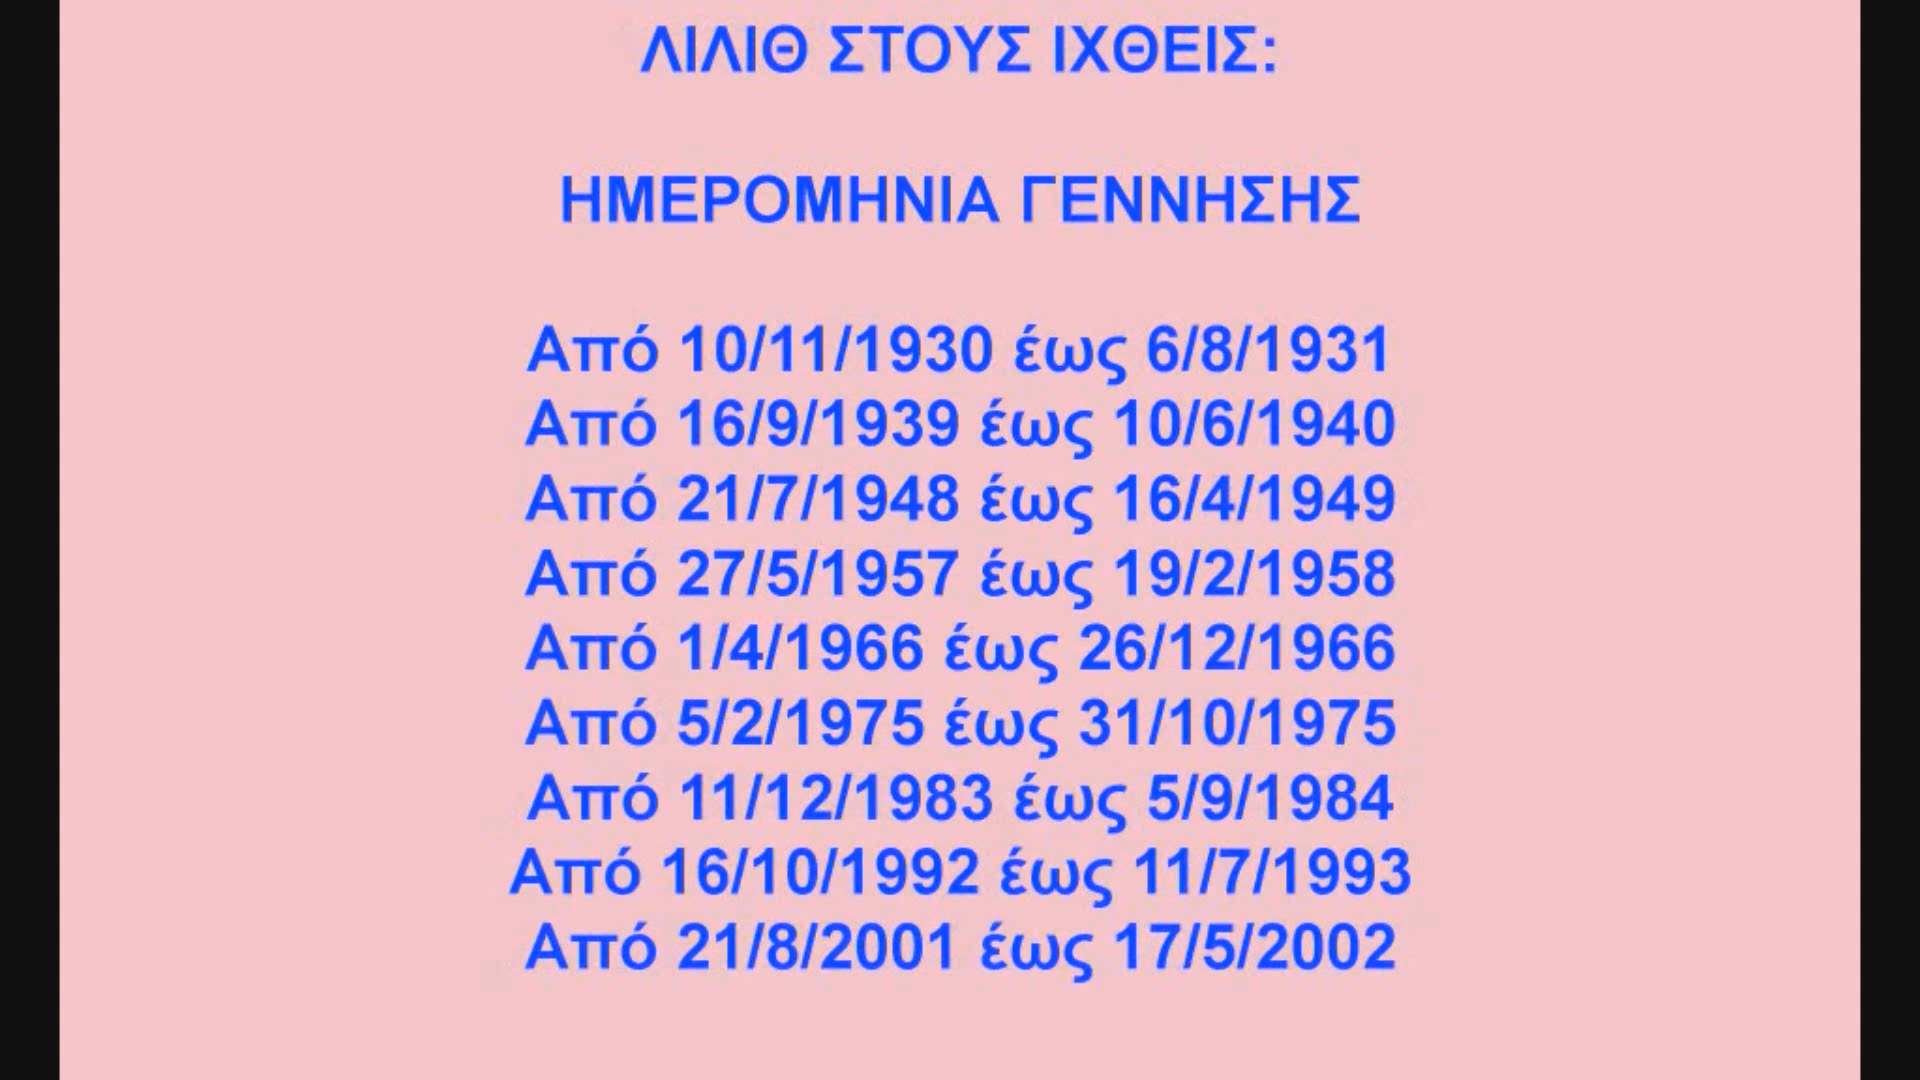 ΛΙΛΙΘ ΣΤΟΥΣ ΙΧΘΕΙΣ:
ΗΜΕΡΟΜΗΝΙΑ ΓΕΝΝΗΣΗΣ
Από 10/11/1930 έως 6/8/1931
Από 16/9/1939 έως 10/6/1940
Από 21/7/1948 έως 16/4/1949
Από 27/5/1957 έως 19/2/1958
Από 1/4/1966 έως 26/12/1966
Από 5/2/1975 έως 31/10/1975
Από 11/12/1983 έως 5/9/1984
Από 16/10/1992 έως 11/7/1993
Από 21/8/2001 έως 17/5/2002